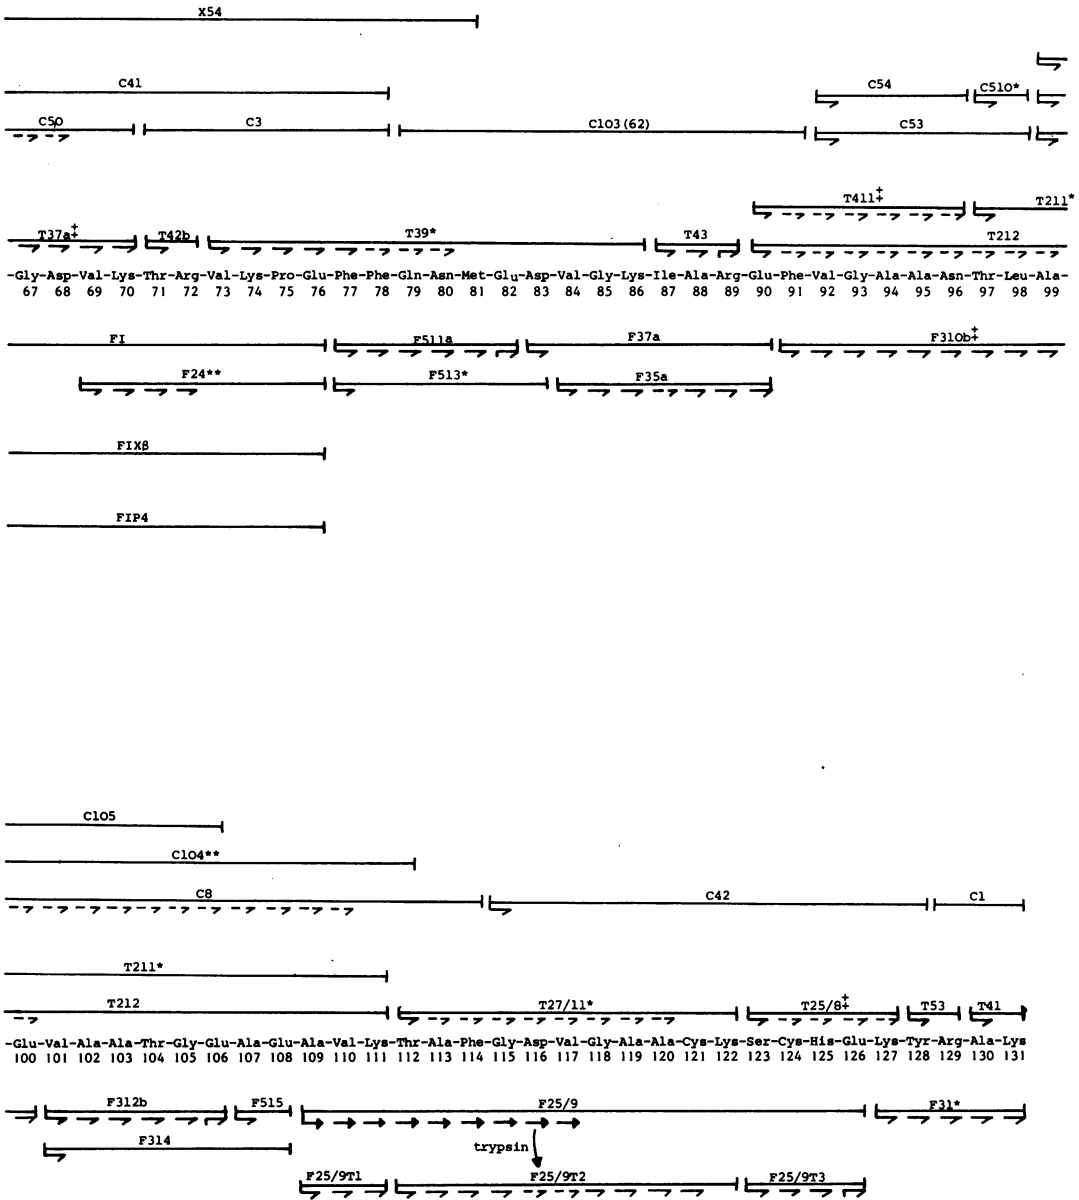 X54
C41 C54 C510*
C50 C3 C103(62) C53
T411‡ T211*
T37a‡ T42b T39* T43 T212
-Gly-Asp-Val-Lys-Thr-Arg-Val-Lys-Pro-Glu-Phe-Phe-Gln-Asn-Met-Glu-Asp-Val-Gly-Lys-Ile-Ala-Arg-Glu-Phe-Val-Gly-Ala-Ala-Asn-Thr-Leu-Ala-
67 68 69 70 71 72 73 74 75 76 77 78 79 80 81 82 83 84 85 86 87 88 89 90 91 92 93 94 95 96 97 98 99
FI F511a F37a F310b‡
F24** F513* F35a
FIXβ
FIP4
C105
C104**
C8 C42 C1
T211*
T212 T27/11* T25/8‡ T53 T41
-Glu-Val-Ala-Ala-Thr-Gly-Glu-Ala-Glu-Ala-Val-Lys-Thr-Ala-Phe-Gly-Asp-Val-Gly-Ala-Ala-Cys-Lys-Ser-Cys-His-Glu-Lys-Tyr-Arg-Ala-Lys
100 101 102 103 104 105 106 107 108 109 110 111 112 113 114 115 116 117 118 119 120 121 122 123 124 125 126 127 128 129 130 131
F312b F515 F25/9 F31*
F314 trypsin
F25/9T1 F25/9T2 F25/9T3